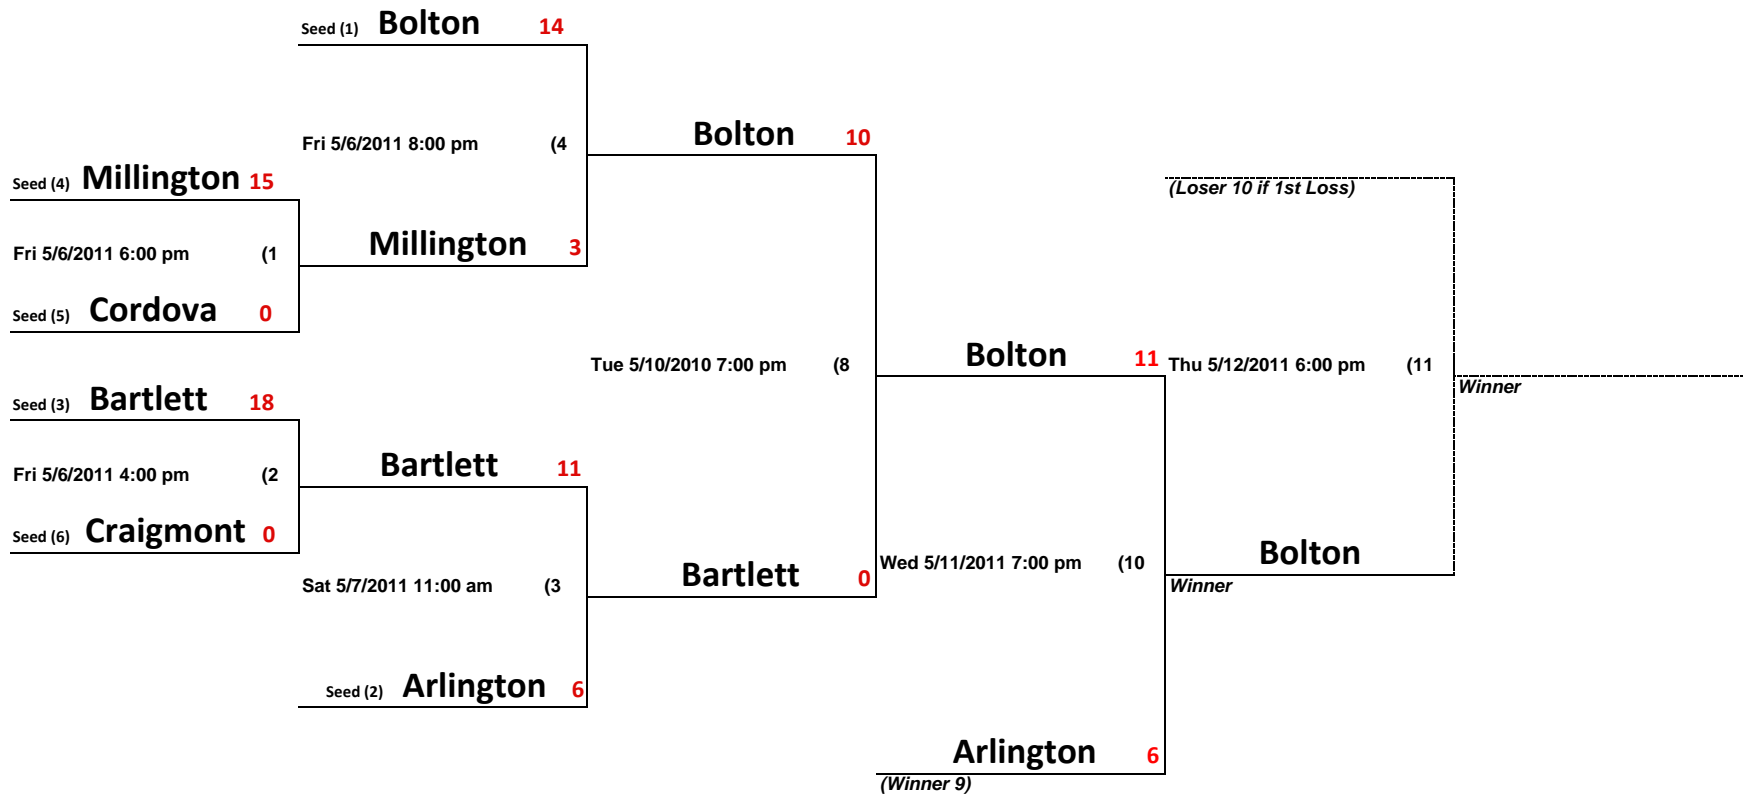 Seed (1) Bolton 14
Fri 5/6/2011 8:00 pm (4
Bolton 10
Seed (4) Millington 15
(Loser 10 if 1st Loss)
Fri 5/6/2011 6:00 pm (1
Millington 3
Seed (5) Cordova 0
Tue 5/10/2010 7:00 pm (8
Bolton 11
Thu 5/12/2011 6:00 pm (11
Winner
Seed (3) Bartlett 18
Fri 5/6/2011 4:00 pm (2
Bartlett 11
Seed (6) Craigmont 0
Sat 5/7/2011 11:00 am (3
Bartlett 0
Wed 5/11/2011 7:00 pm (10
Bolton
Winner
Seed (2) Arlington 6
Arlington 6
(Winner 9)